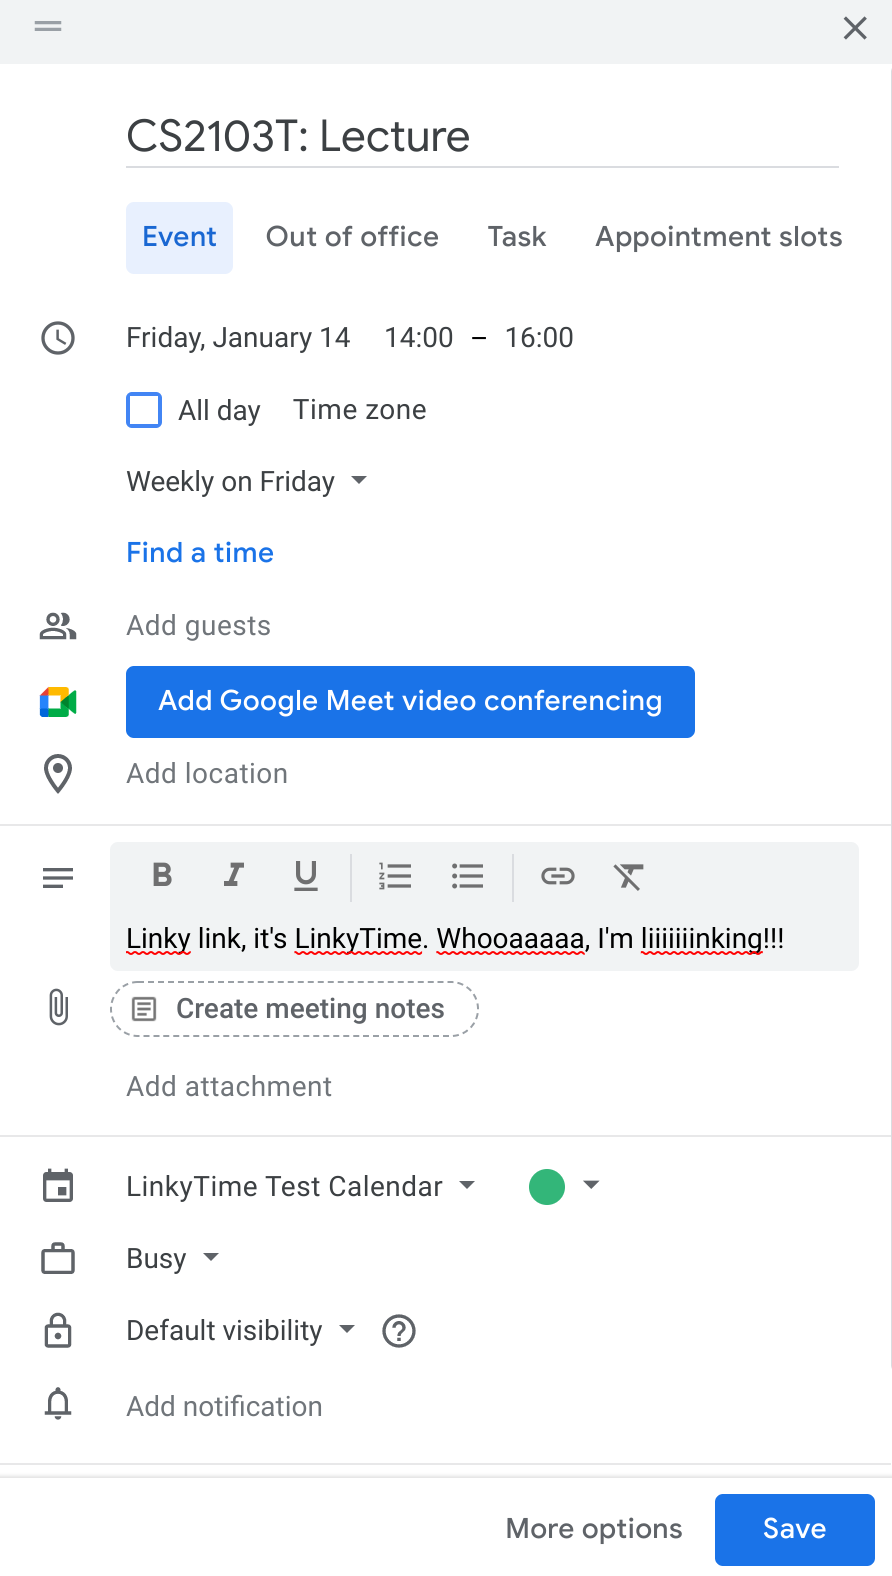 CS2103T: Lecture
Event Out of office Task Appointment slots
Friday, January 14 14:00 – 16:00
All day Time zone
Weekly on Friday
Find a time
Add guests
Add Google Meet video conferencing
Add location
B I U
Linky link, it's LinkyTime. Whooaaaaa, I'm liiiiiiinking!!!
Create meeting notes
Add attachment
LinkyTime Test Calendar
Busy
Default visibility
Add notification
More options Save